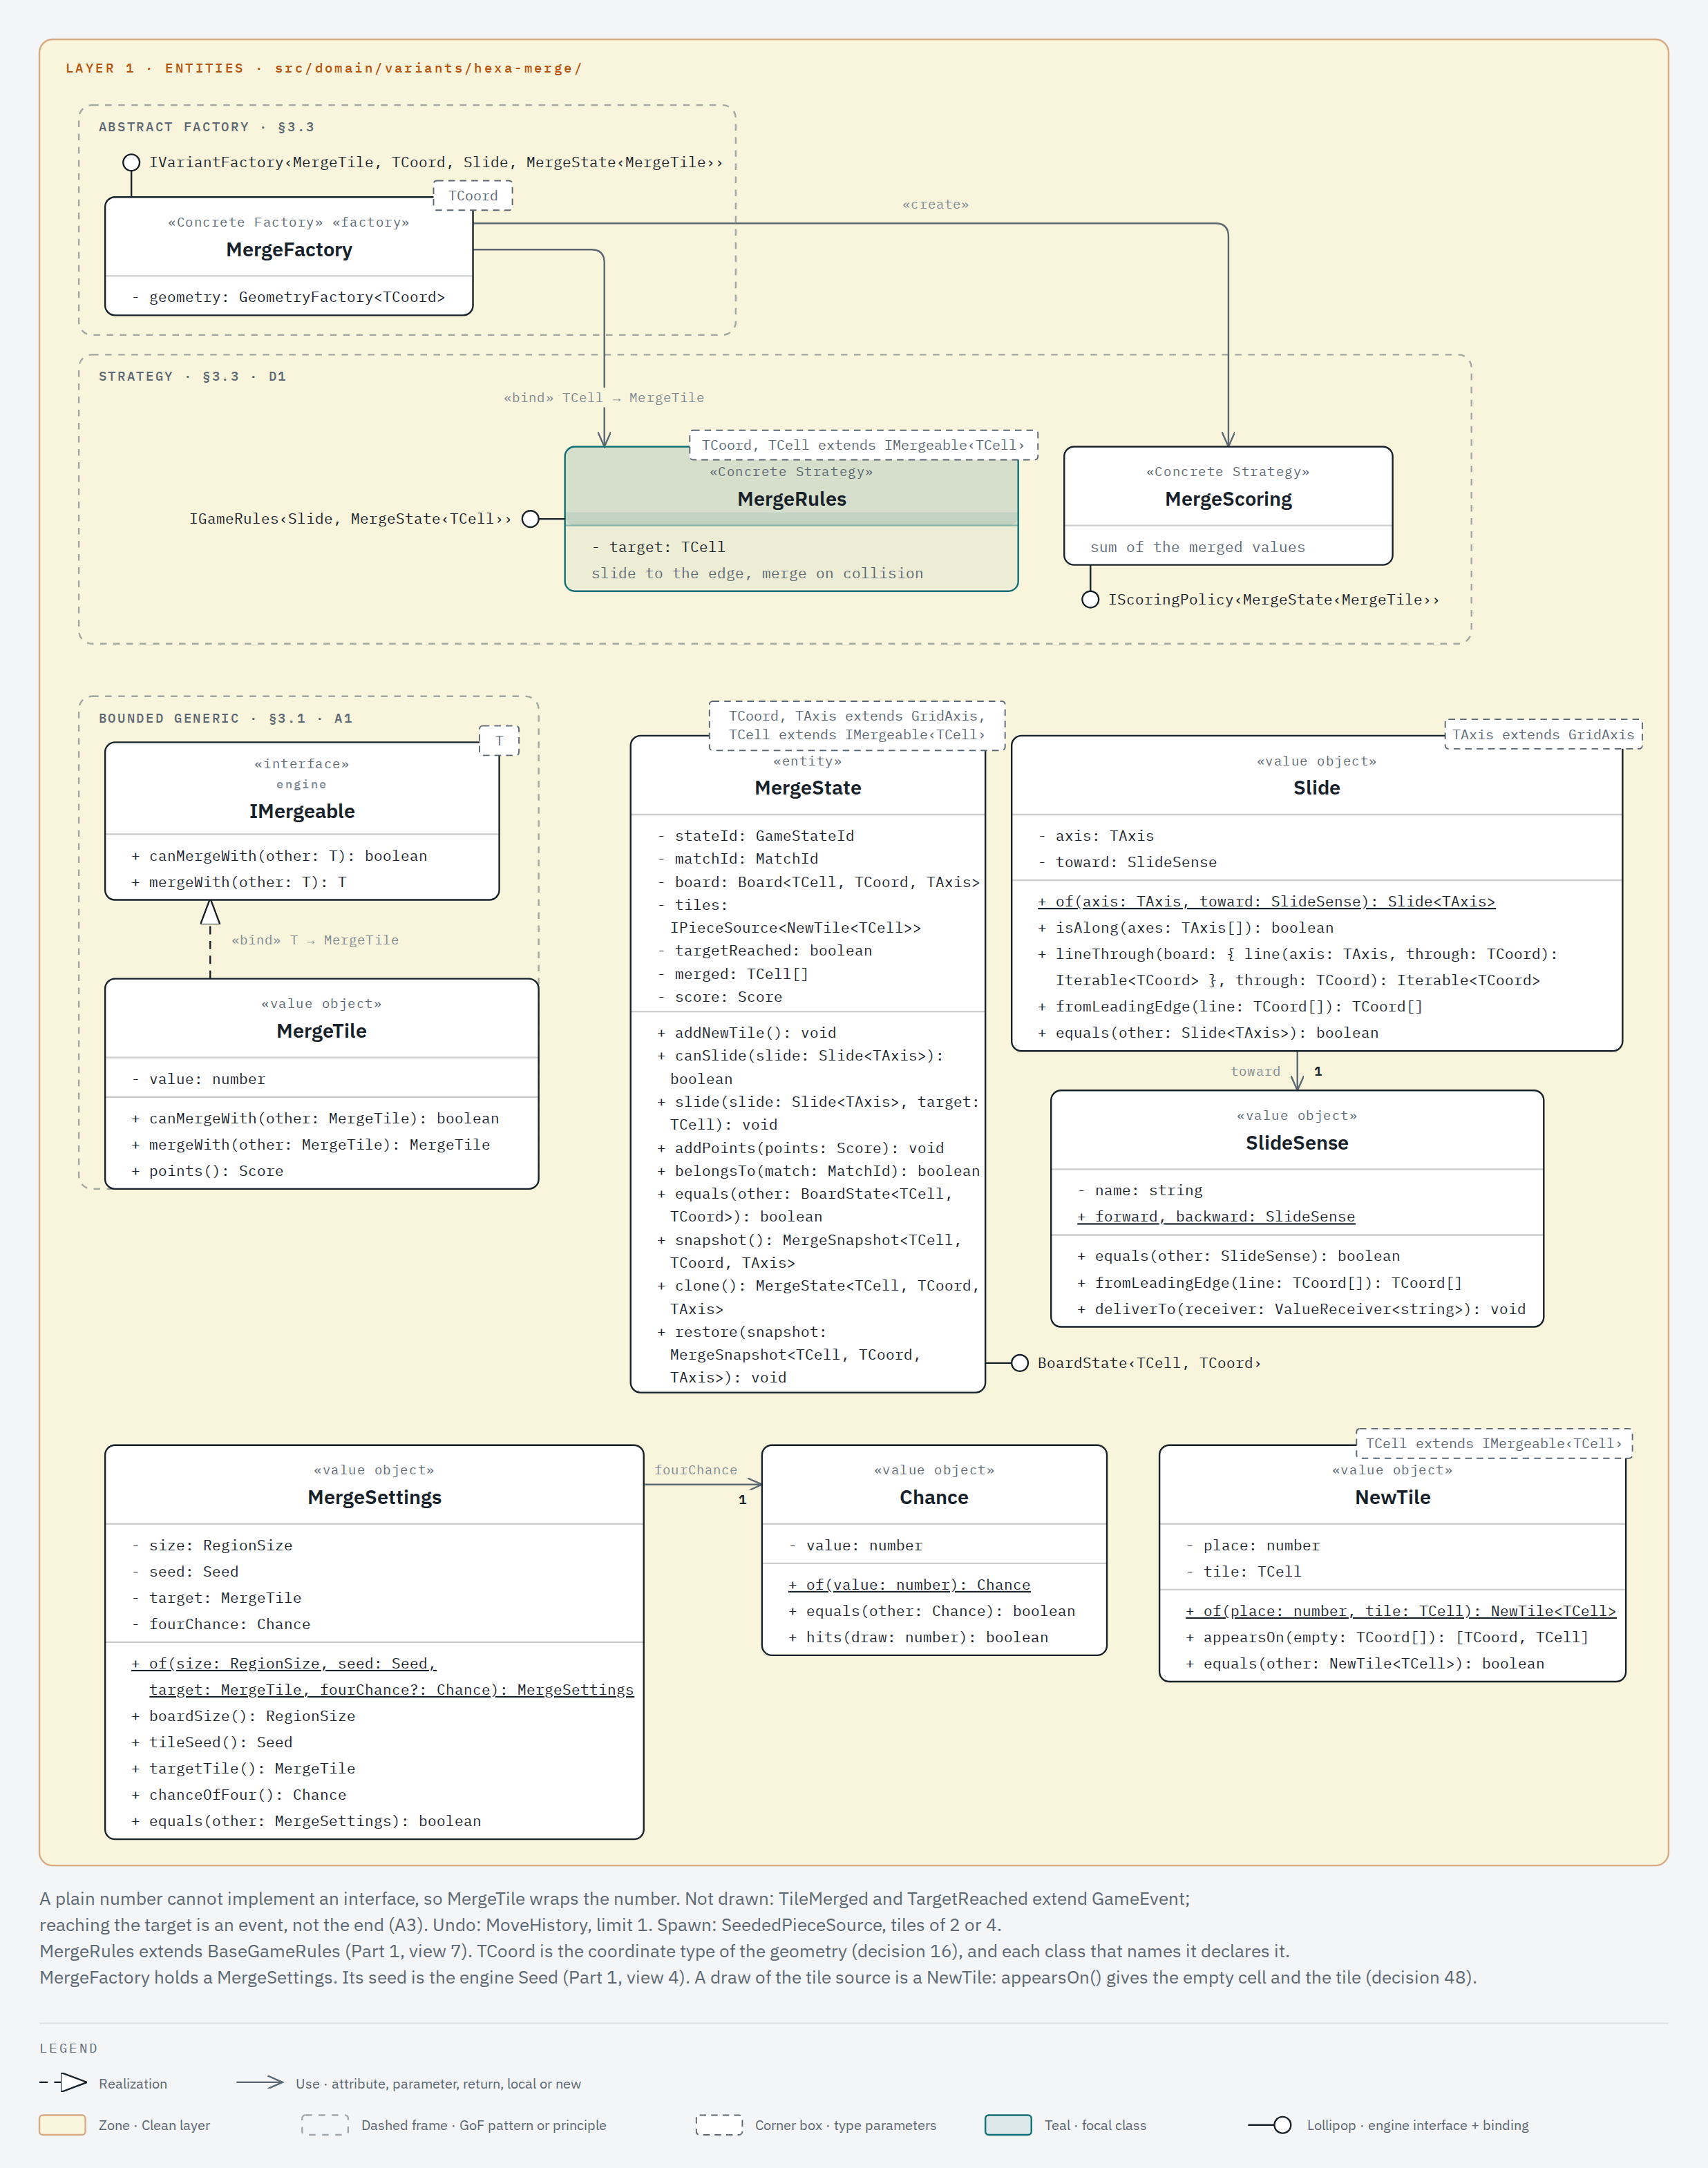 LAYER 1 · ENTITIES · src/domain/variants/hexa-merge/
ABSTRACT FACTORY · §3.3
IVariantFactory‹MergeTile, TCoord, Slide, MergeState‹MergeTile››
TCoord
«Concrete Factory» «factory»
MergeFactory
- geometry: GeometryFactory<TCoord>
«create»
STRATEGY · §3.3 · D1
«bind» TCell → MergeTile
TCoord, TCell extends IMergeable‹TCell›
«Concrete Strategy»
MergeRules
- target: TCell
slide to the edge, merge on collision
IGameRules‹Slide, MergeState‹TCell››
«Concrete Strategy»
MergeScoring
sum of the merged values
IScoringPolicy‹MergeState‹MergeTile››
BOUNDED GENERIC · §3.1 · A1
T
«interface»
engine
IMergeable
+ canMergeWith(other: T): boolean
+ mergeWith(other: T): T
«bind» T → MergeTile
«value object»
MergeTile
- value: number
+ canMergeWith(other: MergeTile): boolean
+ mergeWith(other: MergeTile): MergeTile
+ points(): Score
TCoord, TAxis extends GridAxis,
TCell extends IMergeable‹TCell›
«entity»
MergeState
- stateId: GameStateId
- matchId: MatchId
- board: Board<TCell, TCoord, TAxis>
- tiles:
IPieceSource<NewTile<TCell>>
- targetReached: boolean
- merged: TCell[]
- score: Score
+ addNewTile(): void
+ canSlide(slide: Slide<TAxis>):
boolean
+ slide(slide: Slide<TAxis>, target:
TCell): void
+ addPoints(points: Score): void
+ belongsTo(match: MatchId): boolean
+ equals(other: BoardState<TCell,
TCoord>): boolean
+ snapshot(): MergeSnapshot<TCell,
TCoord, TAxis>
+ clone(): MergeState<TCell, TCoord,
TAxis>
+ restore(snapshot:
MergeSnapshot<TCell, TCoord,
TAxis>): void
BoardState‹TCell, TCoord›
TAxis extends GridAxis
«value object»
Slide
- axis: TAxis
- toward: SlideSense
+ of(axis: TAxis, toward: SlideSense): Slide<TAxis>
+ isAlong(axes: TAxis[]): boolean
+ lineThrough(board: { line(axis: TAxis, through: TCoord):
Iterable<TCoord> }, through: TCoord): Iterable<TCoord>
+ fromLeadingEdge(line: TCoord[]): TCoord[]
+ equals(other: Slide<TAxis>): boolean
toward 1
«value object»
SlideSense
- name: string
+ forward, backward: SlideSense
+ equals(other: SlideSense): boolean
+ fromLeadingEdge(line: TCoord[]): TCoord[]
+ deliverTo(receiver: ValueReceiver<string>): void
«value object»
MergeSettings
- size: RegionSize
- seed: Seed
- target: MergeTile
- fourChance: Chance
+ of(size: RegionSize, seed: Seed,
target: MergeTile, fourChance?: Chance): MergeSettings
+ boardSize(): RegionSize
+ tileSeed(): Seed
+ targetTile(): MergeTile
+ chanceOfFour(): Chance
+ equals(other: MergeSettings): boolean
fourChance
1
«value object»
Chance
- value: number
+ of(value: number): Chance
+ equals(other: Chance): boolean
+ hits(draw: number): boolean
TCell extends IMergeable‹TCell›
«value object»
NewTile
- place: number
- tile: TCell
+ of(place: number, tile: TCell): NewTile<TCell>
+ appearsOn(empty: TCoord[]): [TCoord, TCell]
+ equals(other: NewTile<TCell>): boolean
A plain number cannot implement an interface, so MergeTile wraps the number. Not drawn: TileMerged and TargetReached extend GameEvent;
reaching the target is an event, not the end (A3). Undo: MoveHistory, limit 1. Spawn: SeededPieceSource, tiles of 2 or 4.
MergeRules extends BaseGameRules (Part 1, view 7). TCoord is the coordinate type of the geometry (decision 16), and each class that names it declares it.
MergeFactory holds a MergeSettings. Its seed is the engine Seed (Part 1, view 4). A draw of the tile source is a NewTile: appearsOn() gives the empty cell and the tile (decision 48).
LEGEND
Realization
Use · attribute, parameter, return, local or new
Zone · Clean layer
Dashed frame · GoF pattern or principle
Corner box · type parameters
Teal · focal class
Lollipop · engine interface + binding